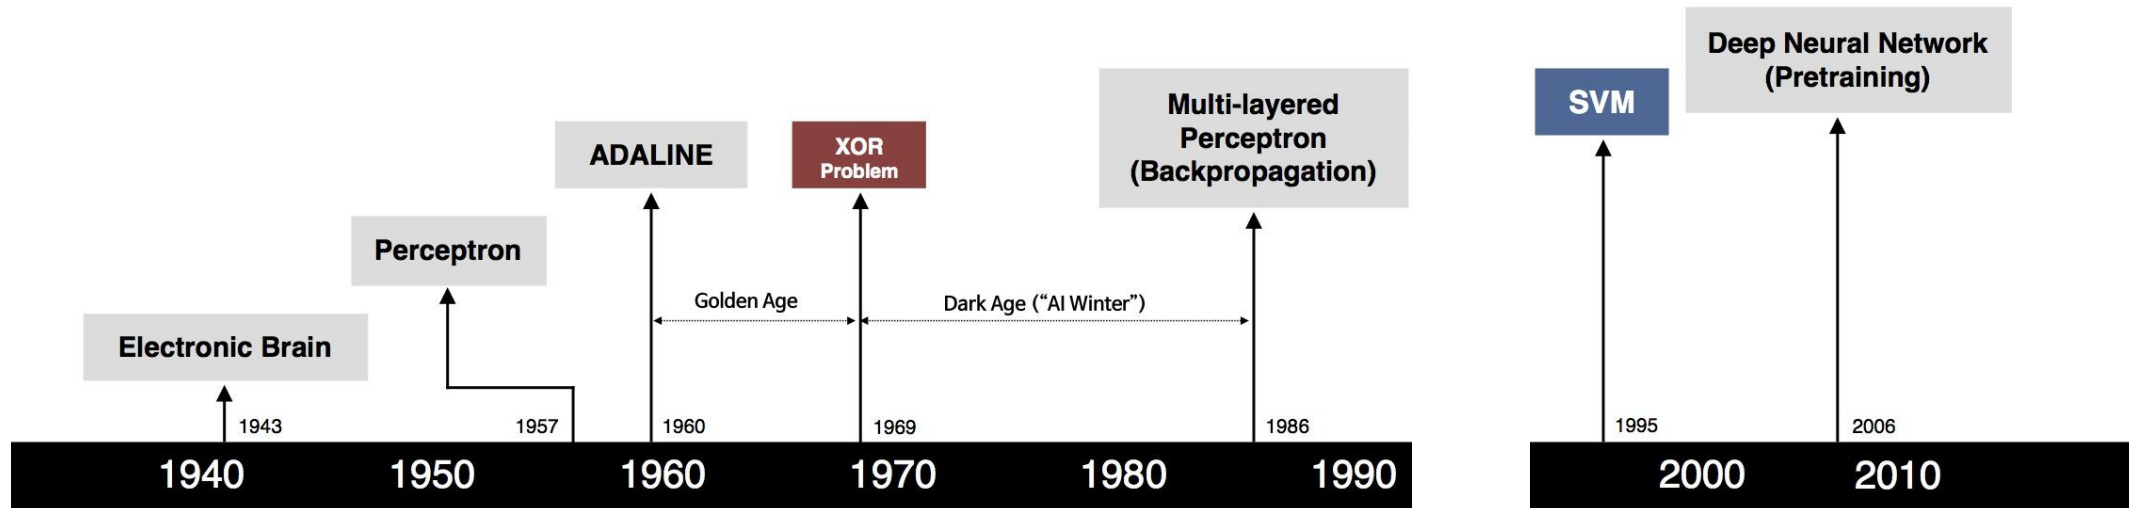 Deep Neural Network
(Pretraining)
SVM
Multi-layered
Perceptron
(Backpropagation)
ADALINE
XOR
Problem
Perceptron
Golden Age
Dark Age (“AI Winter”)
Electronic Brain
1943
1957
1960
1969
1986
1995
2006
1940
1950
1960
1970
1980
1990
2000
2010